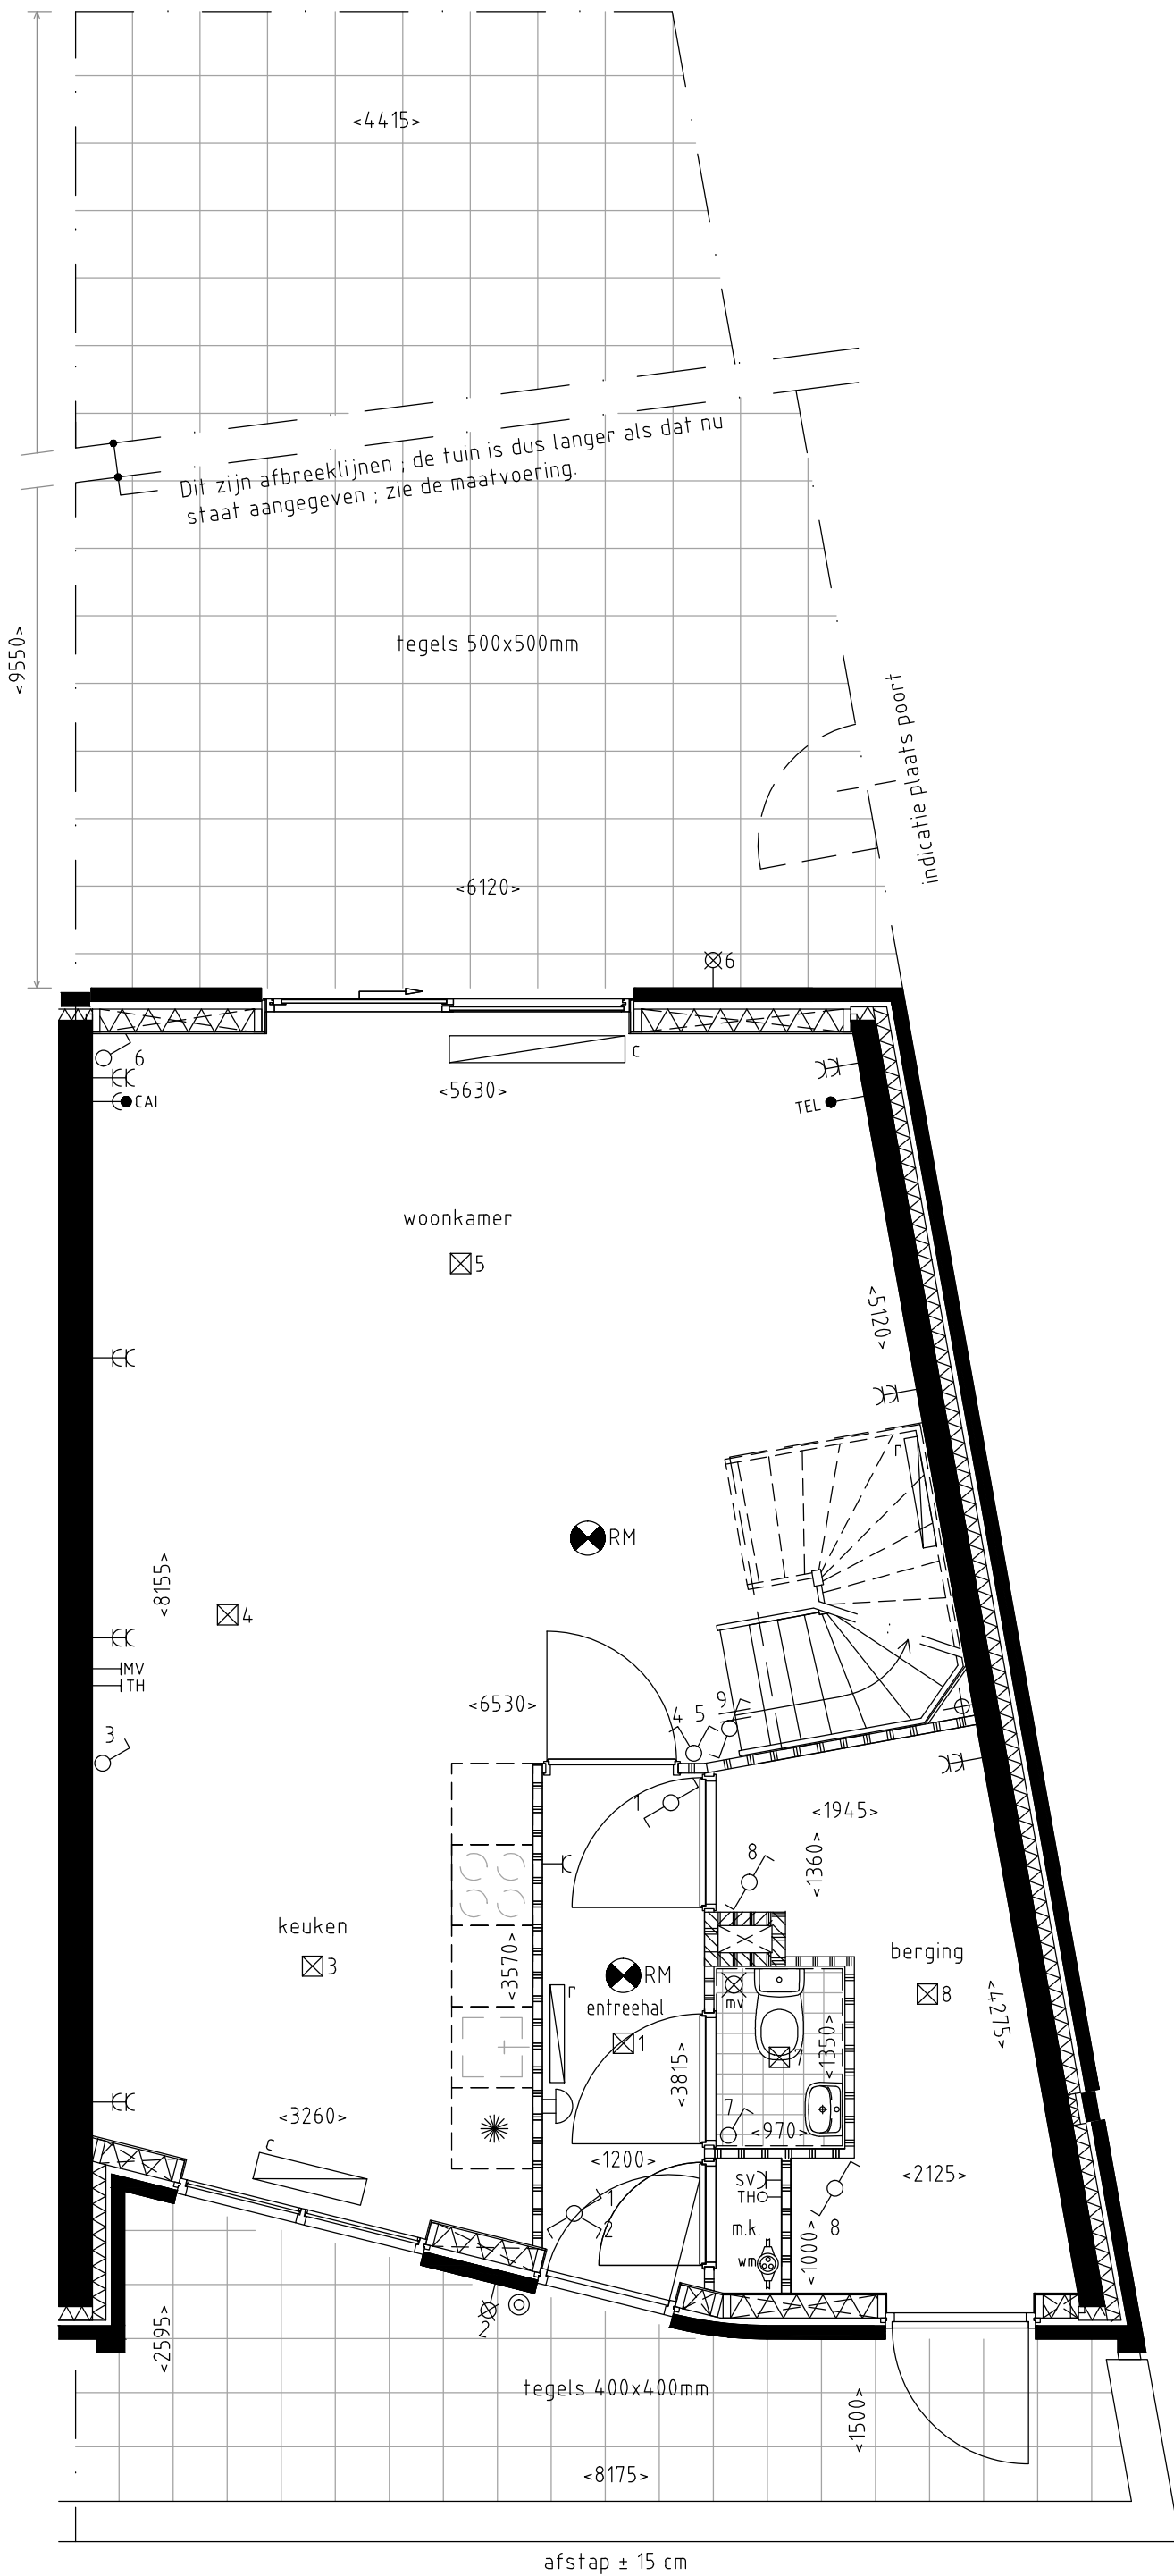 <4415>
Dit zijn afbreeklijnen ; de tuin is dus langer als dat nu
staat aangegeven ; zie de maatvoering.
<9550>
tegels 500x500mm
indicatie plaats poort
<6120>
6
6
c
CAI
<5630>
TEL
woonkamer
5
<5120>
r
RM
<8155>
4
MV
TH
3
<6530>
4
5
9
1
<1945>
8
<1360>
keuken
3
<3570>
RM
r
entreehal
1
berging
8
mv
7
<1350>
<4275>
<3815>
7
<970>
<3260>
c
<1200>
<2125>
1
2
SV
TH
m.k.
wm
8
<1000>
2
<2595>
tegels 400x400mm
<1500>
<8175>
afstap ± 15 cm